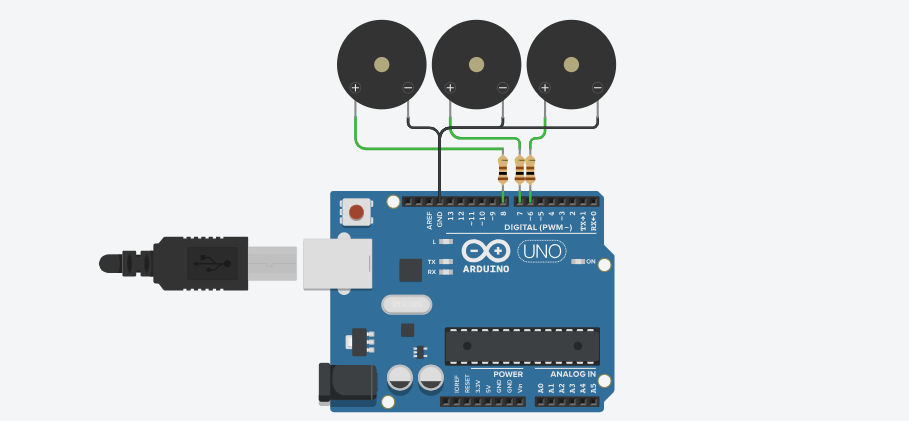 + − + − + −
AREF
GND
13
12
~11
~10
~9
8
7
~6
~5
4
~3
2
TX→1
RX←0
DIGITAL (PWM~)
L
TX
RX
ARDUINO
UNO
ON
POWER
ANALOG IN
IOREF
RESET
3.3V
5V
GND
GND
Vin
A0
A1
A2
A3
A4
A5